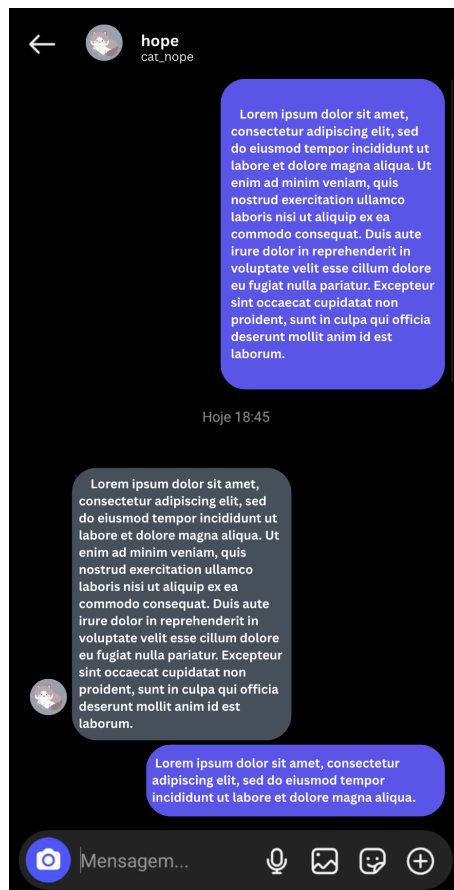 hope
cat_hope
Lorem ipsum dolor sit amet,
consectetur adipiscing elit, sed
do eiusmod tempor incididunt ut
labore et dolore magna aliqua. Ut
enim ad minim veniam, quis
nostrud exercitation ullamco
laboris nisi ut aliquip ex ea
commodo consequat. Duis aute
irure dolor in reprehenderit in
voluptate velit esse cillum dolore
eu fugiat nulla pariatur. Excepteur
sint occaecat cupidatat non
proident, sunt in culpa qui officia
deserunt mollit anim id est
laborum.
Hoje 18:45
Lorem ipsum dolor sit amet,
consectetur adipiscing elit, sed
do eiusmod tempor incididunt ut
labore et dolore magna aliqua. Ut
enim ad minim veniam, quis
nostrud exercitation ullamco
laboris nisi ut aliquip ex ea
commodo consequat. Duis aute
irure dolor in reprehenderit in
voluptate velit esse cillum dolore
eu fugiat nulla pariatur. Excepteur
sint occaecat cupidatat non
proident, sunt in culpa qui officia
deserunt mollit anim id est
laborum.
Lorem ipsum dolor sit amet, consectetur
adipiscing elit, sed do eiusmod tempor
incididunt ut labore et dolore magna aliqua.
Mensagem...